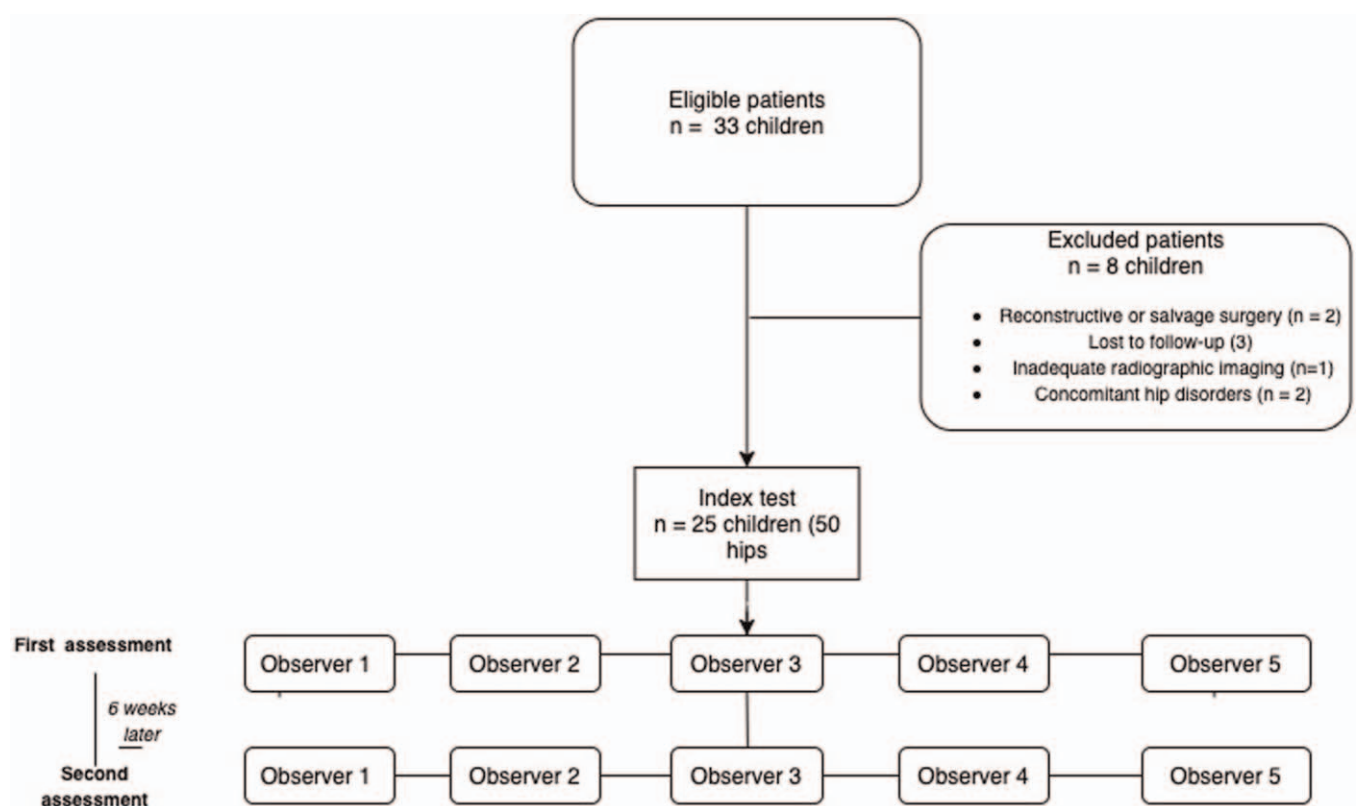 Eligible patients
n = 33 children
Excluded patients
n = 8 children
• Reconstructive or salvage surgery (n = 2)
• Lost to follow-up (3)
• Inadequate radiographic imaging (n=1)
• Concomitant hip disorders (n = 2)
Index test
n = 25 children (50
hips
First assessment
Observer 1
Observer 2
Observer 3
Observer 4
Observer 5
6 weeks
later
Second
assessment
Observer 1
Observer 2
Observer 3
Observer 4
Observer 5